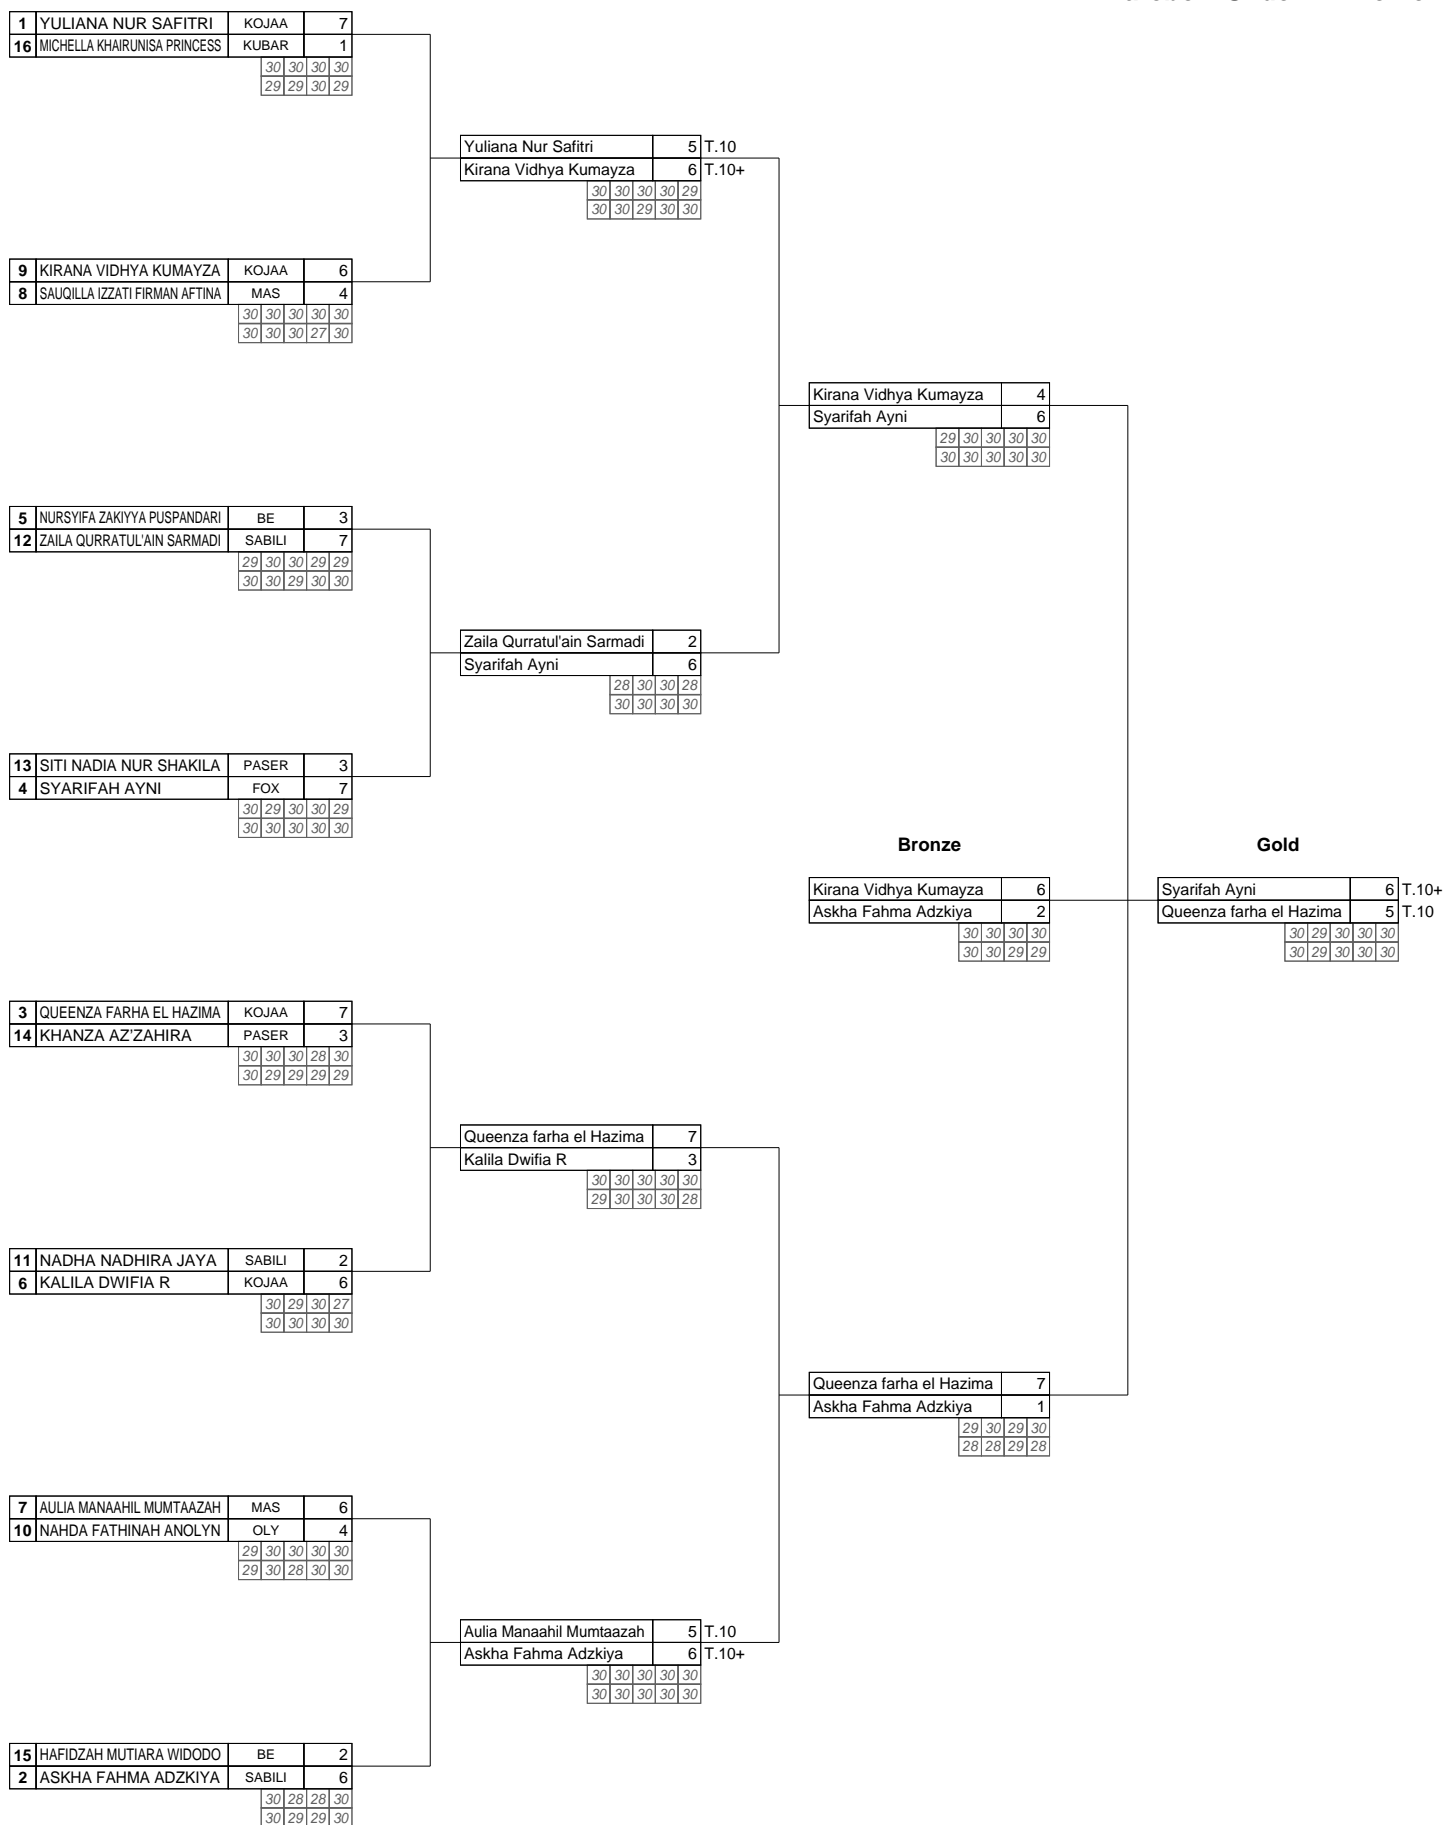 1 YULIANA NUR SAFITRI KOJAA 7
16 MICHELLA KHAIRUNISA PRINCESS KUBAR 1
30 30 30 30
29 29 30 29
Yuliana Nur Safitri 5 T.10
Kirana Vidhya Kumayza 6 T.10+
30 30 30 30 29
30 30 29 30 30
9 KIRANA VIDHYA KUMAYZA KOJAA 6
8 SAUQILLA IZZATI FIRMAN AFTINA MAS 4
30 30 30 30 30
30 30 30 27 30
Kirana Vidhya Kumayza 4
Syarifah Ayni 6
29 30 30 30 30
30 30 30 30 30
5 NURSYIFA ZAKIYYA PUSPANDARI BE 3
12 ZAILA QURRATUL'AIN SARMADI SABILI 7
29 30 30 29 29
30 30 29 30 30
Zaila Qurratul'ain Sarmadi 2
Syarifah Ayni 6
28 30 30 28
30 30 30 30
13 SITI NADIA NUR SHAKILA PASER 3
4 SYARIFAH AYNI FOX 7
30 29 30 30 29
30 30 30 30 30
Bronze Gold
Kirana Vidhya Kumayza 6 Syarifah Ayni 6 T.10+
Askha Fahma Adzkiya 2 Queenza farha el Hazima 5 T.10
30 30 30 30 30 29 30 30 30
30 30 29 29 30 29 30 30 30
3 QUEENZA FARHA EL HAZIMA KOJAA 7
14 KHANZA AZ'ZAHIRA PASER 3
30 30 30 28 30
30 29 29 29 29
Queenza farha el Hazima 7
Kalila Dwifia R 3
30 30 30 30 30
29 30 30 30 28
11 NADHA NADHIRA JAYA SABILI 2
6 KALILA DWIFIA R KOJAA 6
30 29 30 27
30 30 30 30
Queenza farha el Hazima 7
Askha Fahma Adzkiya 1
29 30 29 30
28 28 29 28
7 AULIA MANAAHIL MUMTAAZAH MAS 6
10 NAHDA FATHINAH ANOLYN OLY 4
29 30 30 30 30
29 30 28 30 30
Aulia Manaahil Mumtaazah 5 T.10
Askha Fahma Adzkiya 6 T.10+
30 30 30 30 30
30 30 30 30 30
15 HAFIDZAH MUTIARA WIDODO BE 2
2 ASKHA FAHMA ADZKIYA SABILI 6
30 28 28 30
30 29 29 30